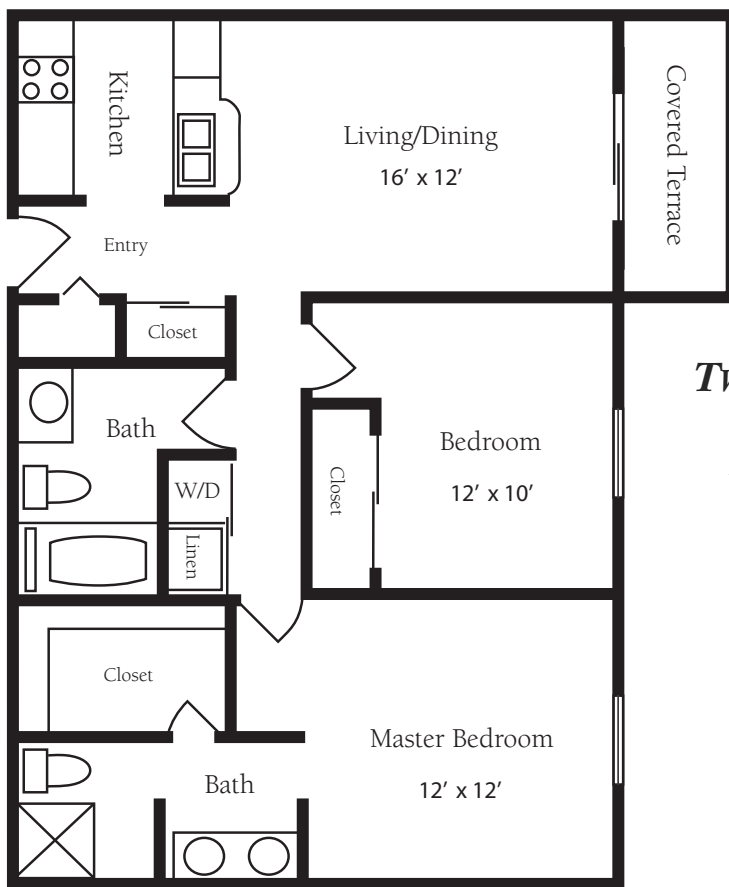 Kitchen
Living/Dining
16’ x 12’
Covered Terrace
Entry
Closet
Bath
Bedroom
12’ x 10’
Closet
W/D
Linen
Closet
Master Bedroom
12’ x 12’
Bath